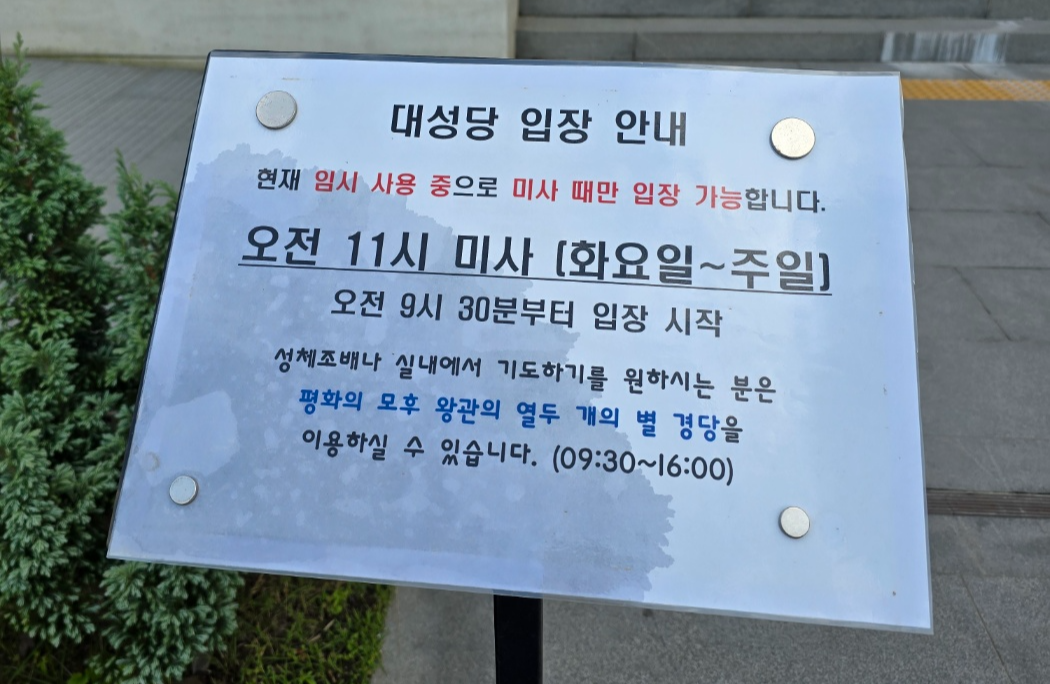 대성당 입장 안내
현재 임시 사용 중으로 미사 때만 입장 가능합니다.
오전 11시 미사 (화요일~주일)
오전 9시 30분부터 입장 시작
성체조배나 실내에서 기도하기를 원하시는 분은
평화의 모후 왕관의 열두 개의 별 경당을
이용하실 수 있습니다. (09:30~16:00)